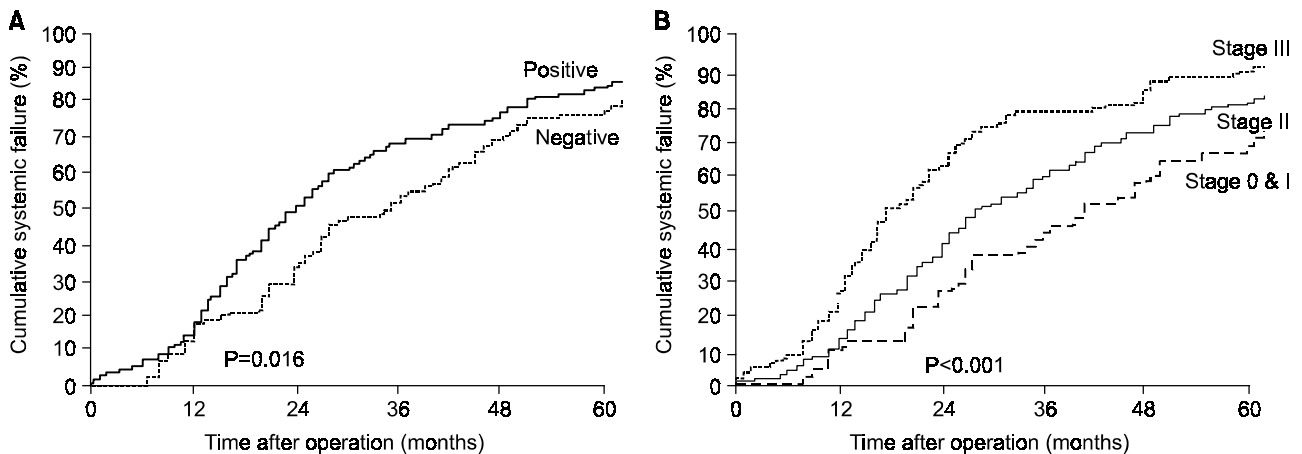 A
Cumulative systemic failure (%)
100
90
80
70
60
50
40
30
20
10
0
Positive
Negative
P=0.016
0 12 24 36 48 60
Time after operation (months)
B
Cumulative systemic failure (%)
100
90
80
70
60
50
40
30
20
10
0
Stage III
Stage II
Stage 0 & I
P<0.001
0 12 24 36 48 60
Time after operation (months)